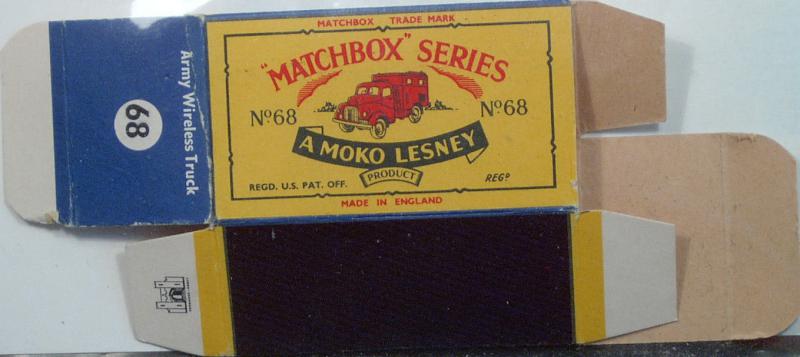 MATCHBOX TRADE MARK
"MATCHBOX" SERIES
Nº68
Nº68
A MOKO LESNEY
PRODUCT
REGD. U.S. PAT. OFF.
REGD
MADE IN ENGLAND
Army Wireless Truck
68